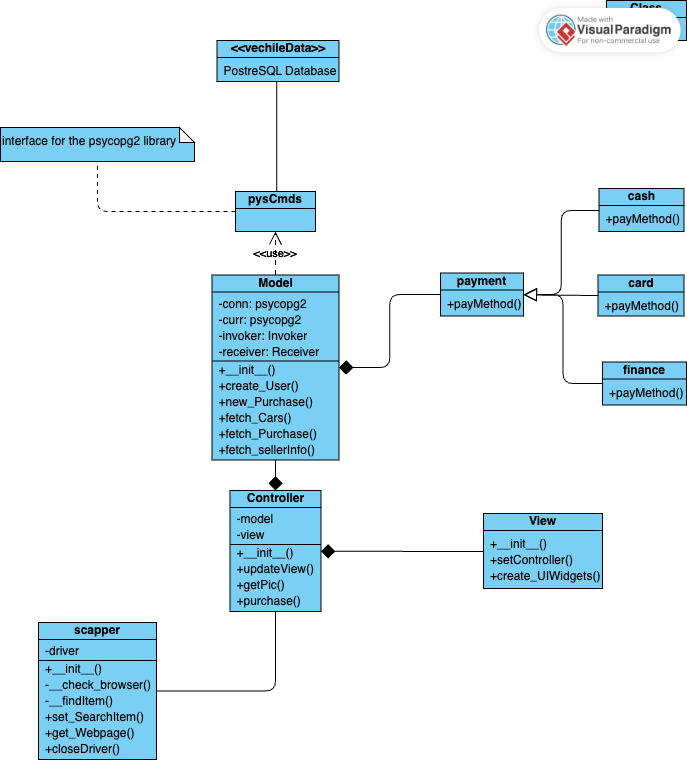 Class
Made with
VisualParadigm
For non-commercial use
<<vechileData>>
PostreSQL Database
interface for the psycopg2 library
pysCmds
<<use>>
Model
-conn: psycopg2
-curr: psycopg2
-invoker: Invoker
-receiver: Receiver
+__init__()
+create_User()
+new_Purchase()
+fetch_Cars()
+fetch_Purchase()
+fetch_sellerInfo()
payment
+payMethod()
cash
+payMethod()
card
+payMethod()
finance
+payMethod()
Controller
-model
-view
+__init__()
+updateView()
+getPic()
+purchase()
View
+__init__()
+setController()
+create_UIWidgets()
scapper
-driver
+__init__()
-__check_browser()
-__findItem()
+set_SearchItem()
+get_Webpage()
+closeDriver()